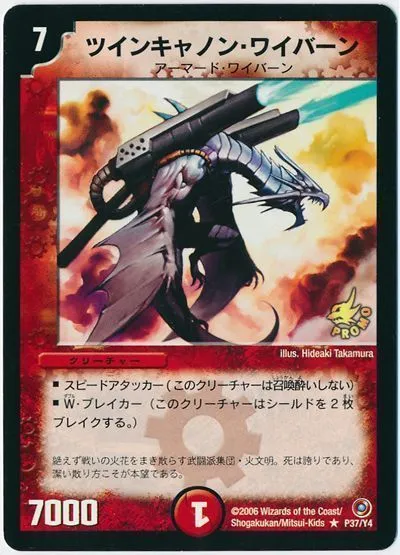 7
ツインキャノン・ワイバーン
アーマード・ワイバーン
PROMO
illus. Hideaki Takamura
クリーチャー
■ スピードアタッカー（このクリーチャーは召喚酔いしない）
■ W・ブレイカー（このクリーチャーはシールドを２枚
ブレイクする。）
絶えず戦いの火花をまき散らす武闘派集団・火文明。死は誇りであり、
潔い散り方こそが本望である。
7000
1
©2006 Wizards of the Coast/
Shogakukan/Mitsui-Kids ★ P37/Y4